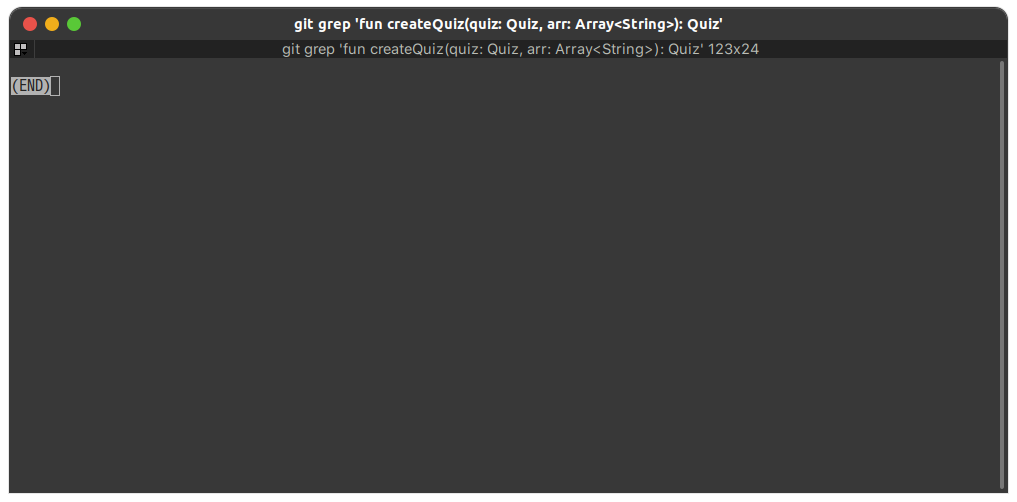 git grep 'fun createQuiz(quiz: Quiz, arr: Array<String>): Quiz'
git grep 'fun createQuiz(quiz: Quiz, arr: Array<String>): Quiz' 123x24
(END)